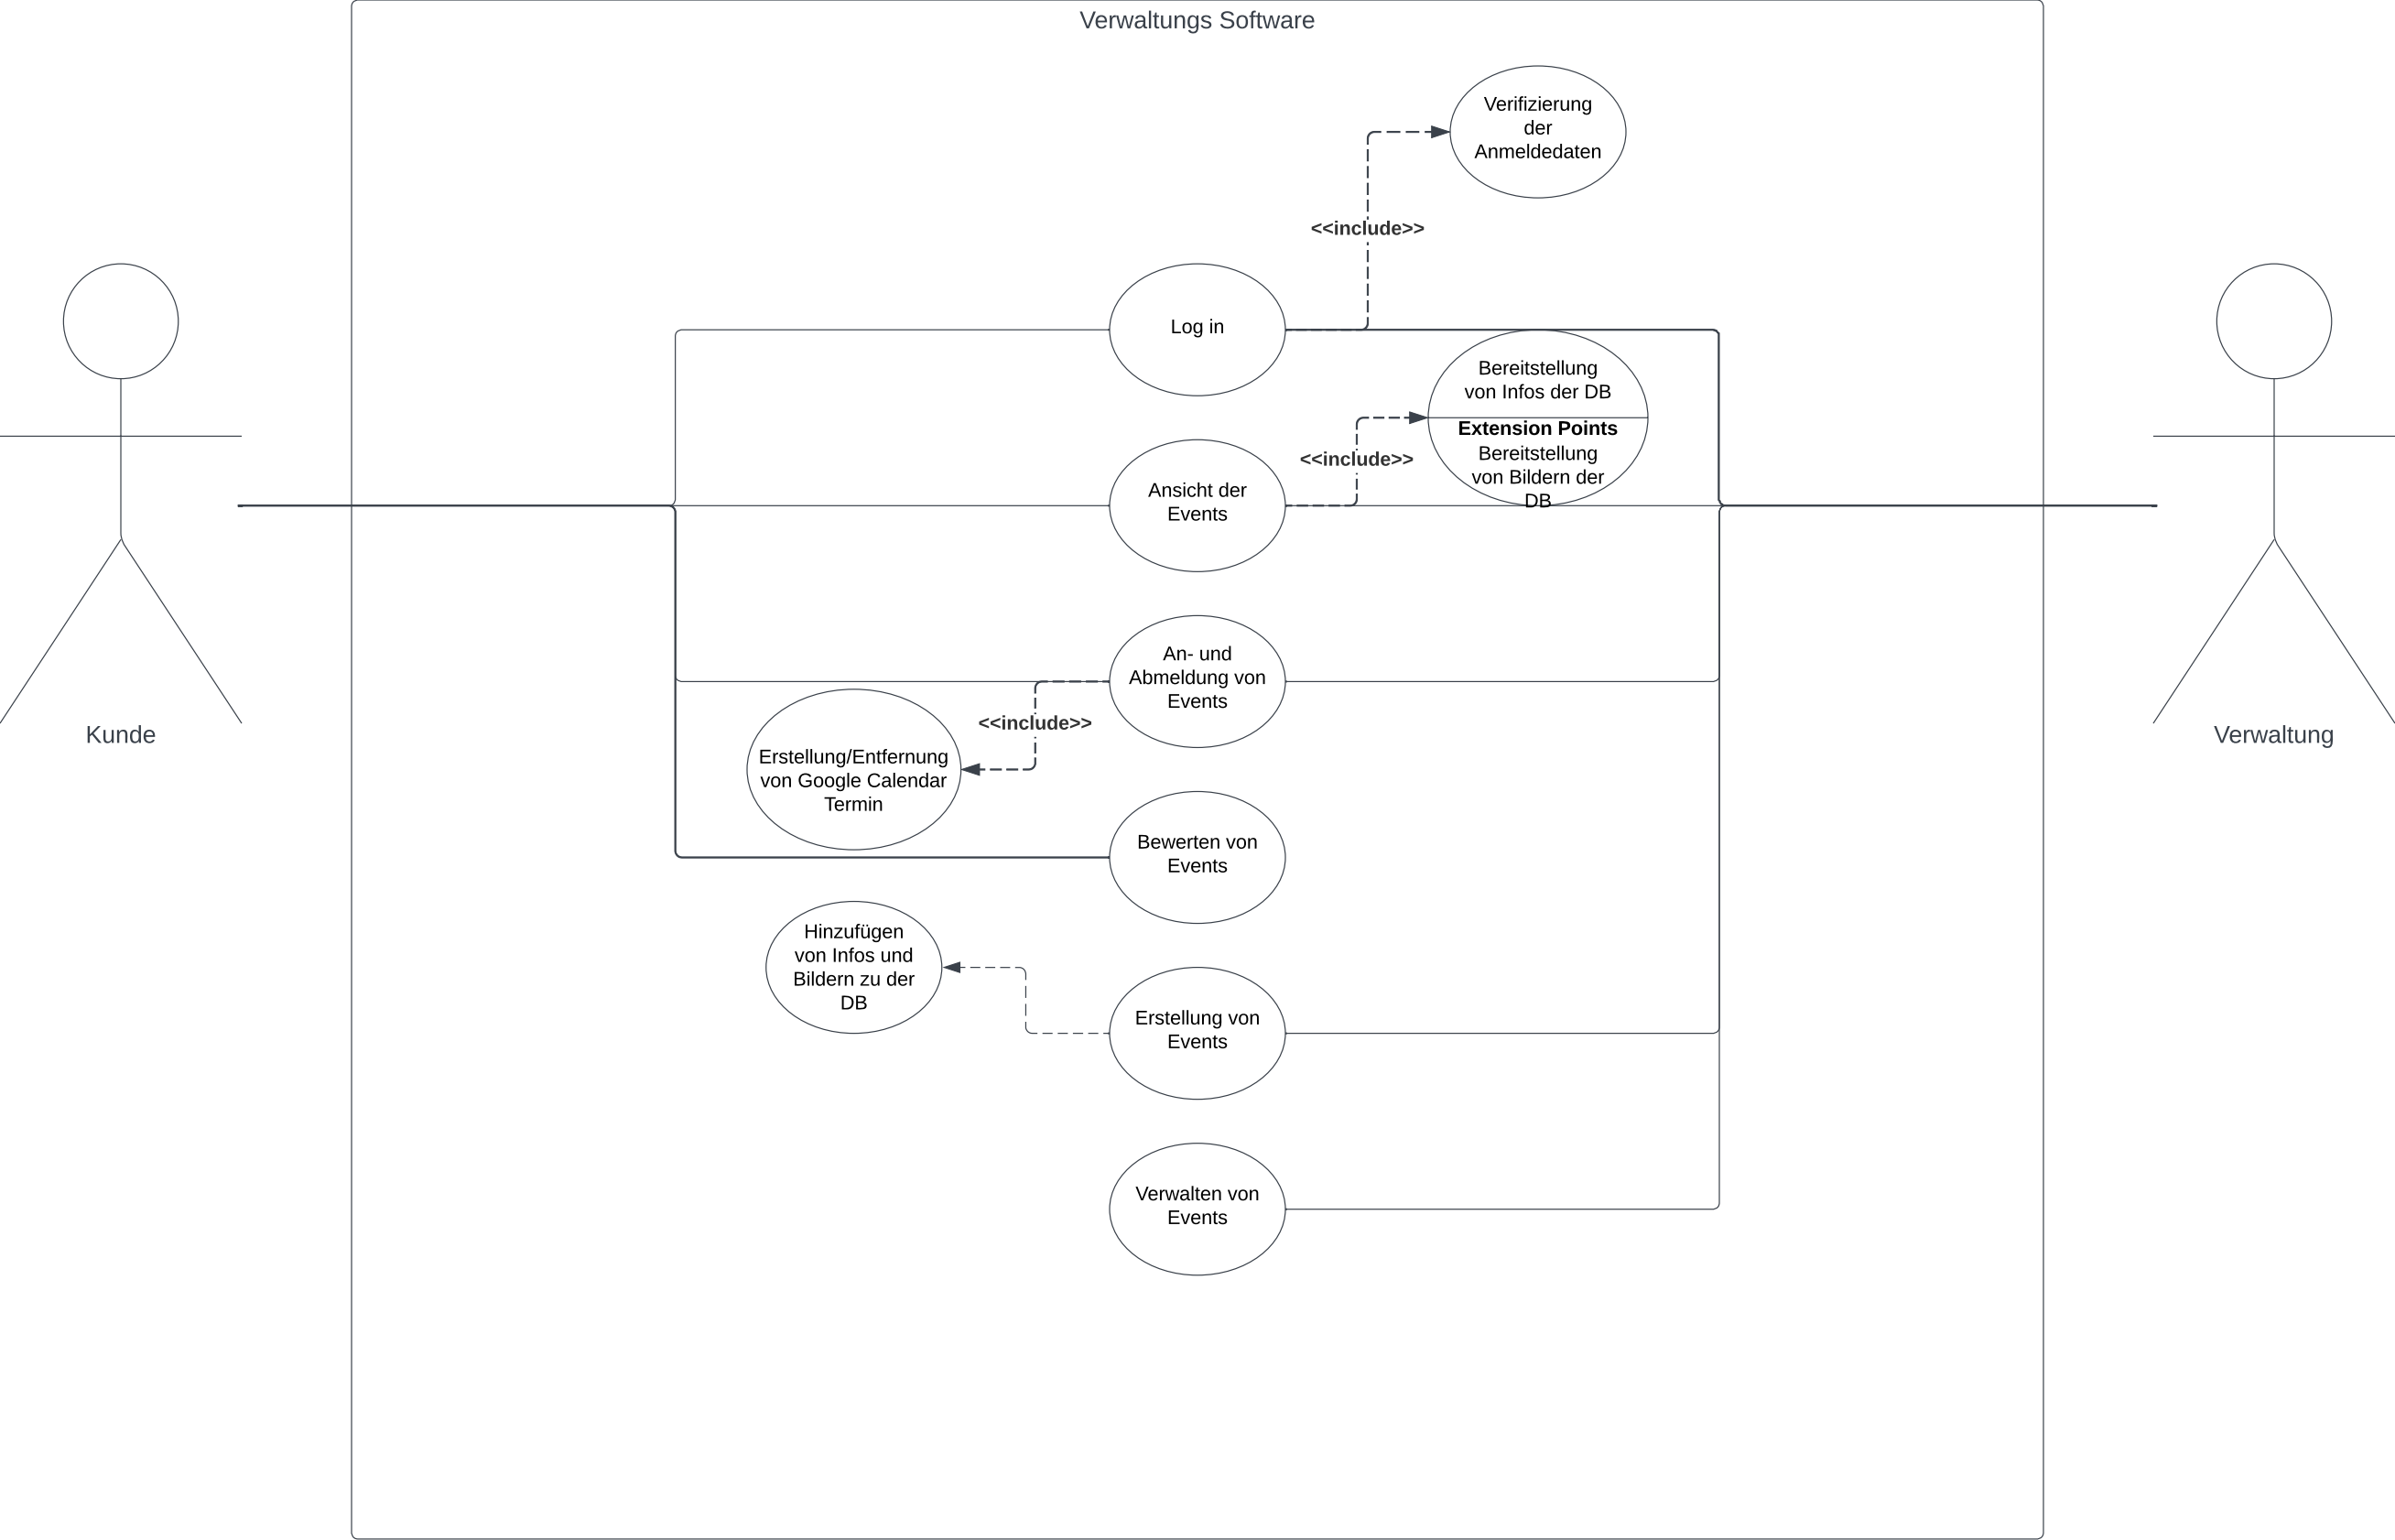 Verwaltungs Software
Verifizierung
der
Anmeldedaten
<<include>>
Log in
Bereitstellung
von Infos der DB
Extension Points
Bereitstellung
von Bildern der
DB
<<include>>
Ansicht der
Events
An- und
Abmeldung von
Events
<<include>>
Erstellung/Entfernung
von Google Calendar
Termin
Kunde
Verwaltung
Bewerten von
Events
Hinzufügen
von Infos und
Bildern zu der
DB
Erstellung von
Events
Verwalten von
Events